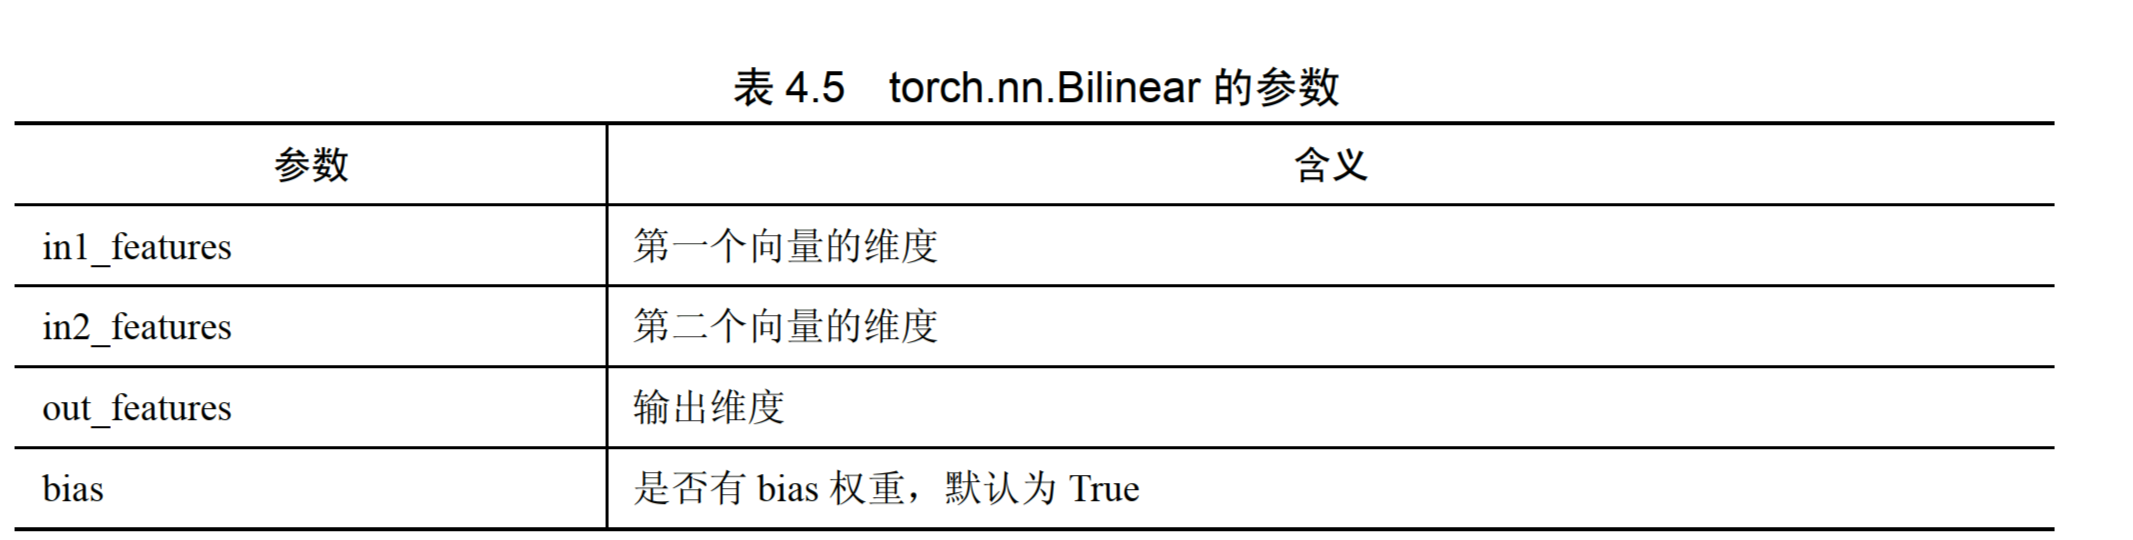 表 4.5 torch.nn.Bilinear 的参数
参数 含义
in1_features 第一个向量的维度
in2_features 第二个向量的维度
out_features 输出维度
bias 是否有 bias 权重，默认为 True